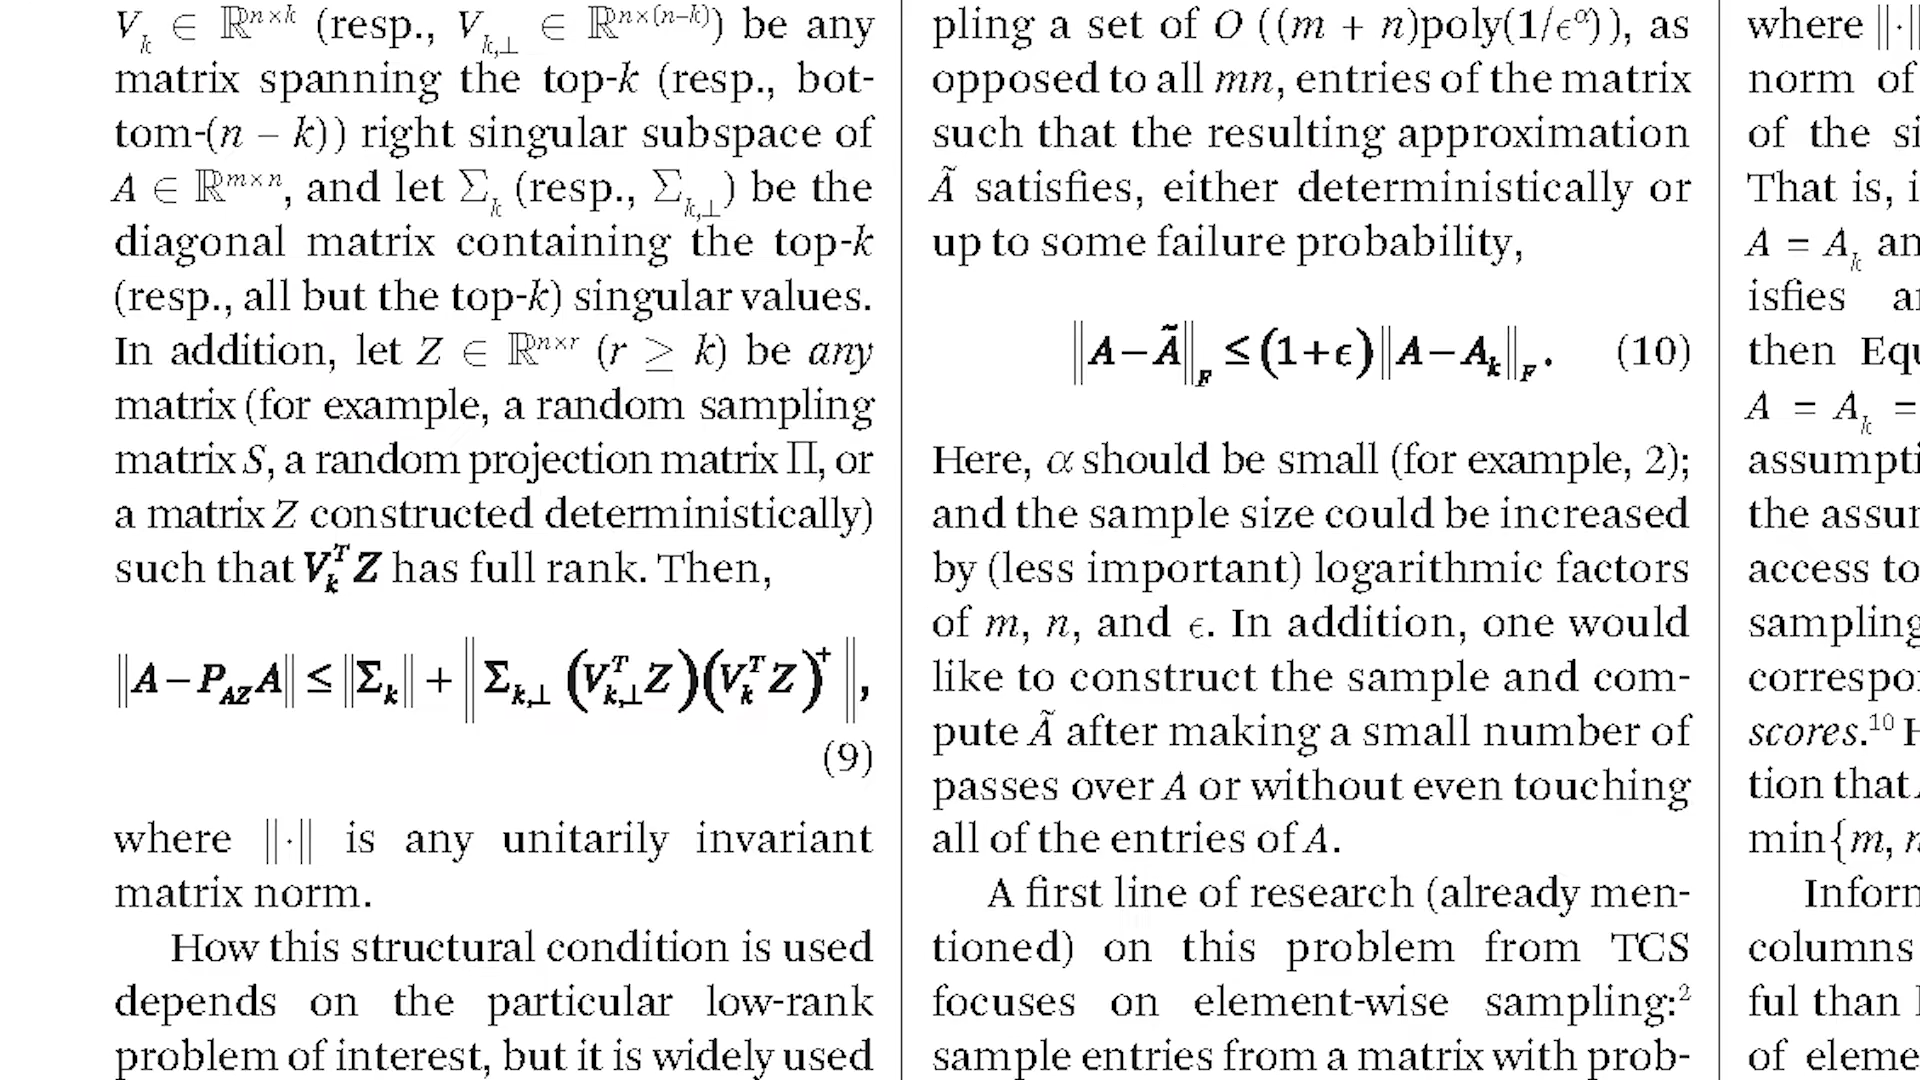 V_k ∈ ℝ^{n×k} (resp., V_{k,⊥} ∈ ℝ^{n×(n–k)}) be any
matrix spanning the top-k (resp., bot-
tom-(n – k)) right singular subspace of
A ∈ ℝ^{m×n}, and let Σ_k (resp., Σ_{k,⊥}) be the
diagonal matrix containing the top-k
(resp., all but the top-k) singular values.
In addition, let Z ∈ ℝ^{n×r} (r ≥ k) be any
matrix (for example, a random sampling
matrix S, a random projection matrix Π, or
a matrix Z constructed deterministically)
such that V_k^T Z has full rank. Then,
‖A − P_{AZ}A‖ ≤ ‖Σ_k‖ + ‖Σ_{k,⊥} (V_{k,⊥}^T Z)(V_k^T Z)^+‖,
(9)
where ‖·‖ is any unitarily invariant
matrix norm.
How this structural condition is used
depends on the particular low-rank
problem of interest, but it is widely used
pling a set of O ((m + n)poly(1/ϵ^α)), as
opposed to all mn, entries of the matrix
such that the resulting approximation
Ã satisfies, either deterministically or
up to some failure probability,
‖A − Ã‖_F ≤ (1+ϵ)‖A − A_k‖_F. (10)
Here, α should be small (for example, 2);
and the sample size could be increased
by (less important) logarithmic factors
of m, n, and ϵ. In addition, one would
like to construct the sample and com-
pute Ã after making a small number of
passes over A or without even touching
all of the entries of A.
A first line of research (already men-
tioned) on this problem from TCS
focuses on element-wise sampling:²
sample entries from a matrix with prob-
where ‖·‖
norm of
of the si
That is, i
A = A_k an
isfies a
then Equ
A = A_k =
assumpti
the assum
access to
sampling
correspo
scores.¹⁰ H
tion that
min{m, n
Inform
columns
ful than
of eleme